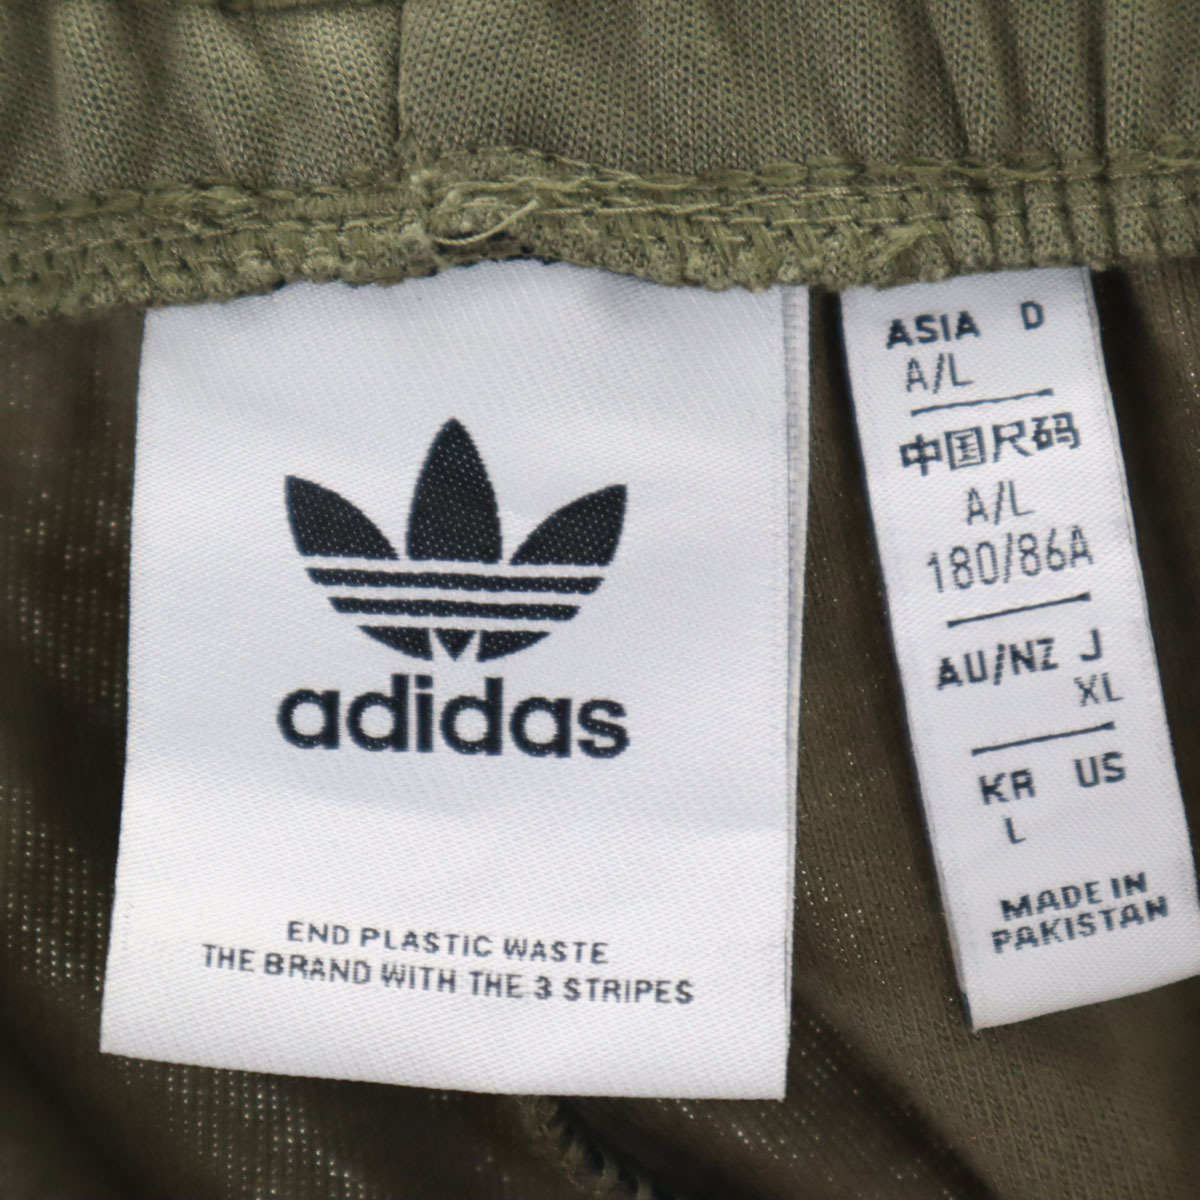 adidas
END PLASTIC WASTE
THE BRAND WITH THE 3 STRIPES
ASIA D
A/L
中国尺码
A/L
180/86A
AU/NZ J
XL
KR US
L
MADE IN
PAKISTAN